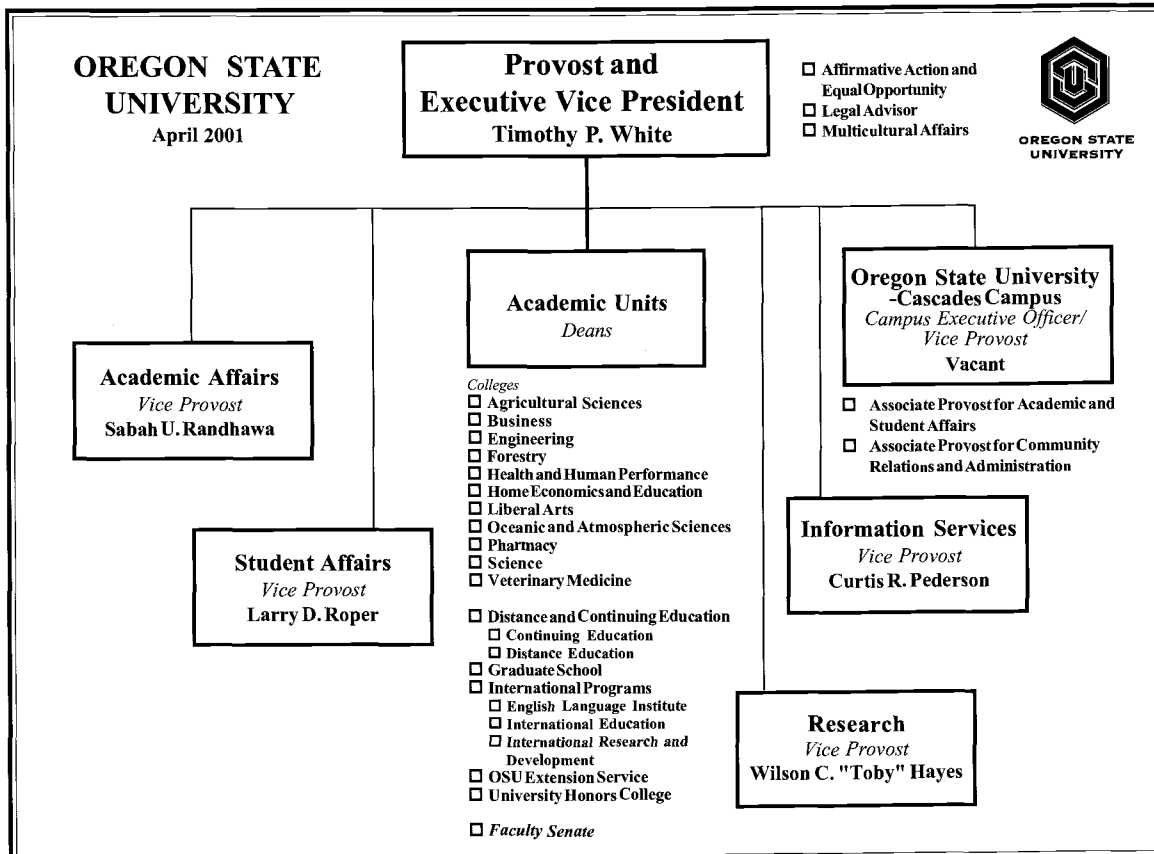 OREGON STATE
UNIVERSITY
April 2001
Provost and
Executive Vice President
Timothy P. White
☐ Affirmative Action and
Equal Opportunity
☐ Legal Advisor
☐ Multicultural Affairs
OSU
OREGON STATE
UNIVERSITY
Academic Affairs
Vice Provost
Sabah U. Randhawa
Student Affairs
Vice Provost
Larry D. Roper
Academic Units
Deans
Colleges
☐ Agricultural Sciences
☐ Business
☐ Engineering
☐ Forestry
☐ Health and Human Performance
☐ Home Economics and Education
☐ Liberal Arts
☐ Oceanic and Atmospheric Sciences
☐ Pharmacy
☐ Science
☐ Veterinary Medicine
☐ Distance and Continuing Education
☐ Continuing Education
☐ Distance Education
☐ Graduate School
☐ International Programs
☐ English Language Institute
☐ International Education
☐ International Research and
Development
☐ OSU Extension Service
☐ University Honors College
☐ Faculty Senate
Oregon State University
-Cascades Campus
Campus Executive Officer/
Vice Provost
Vacant
☐ Associate Provost for Academic and
Student Affairs
☐ Associate Provost for Community
Relations and Administration
Information Services
Vice Provost
Curtis R. Pederson
Research
Vice Provost
Wilson C. "Toby" Hayes